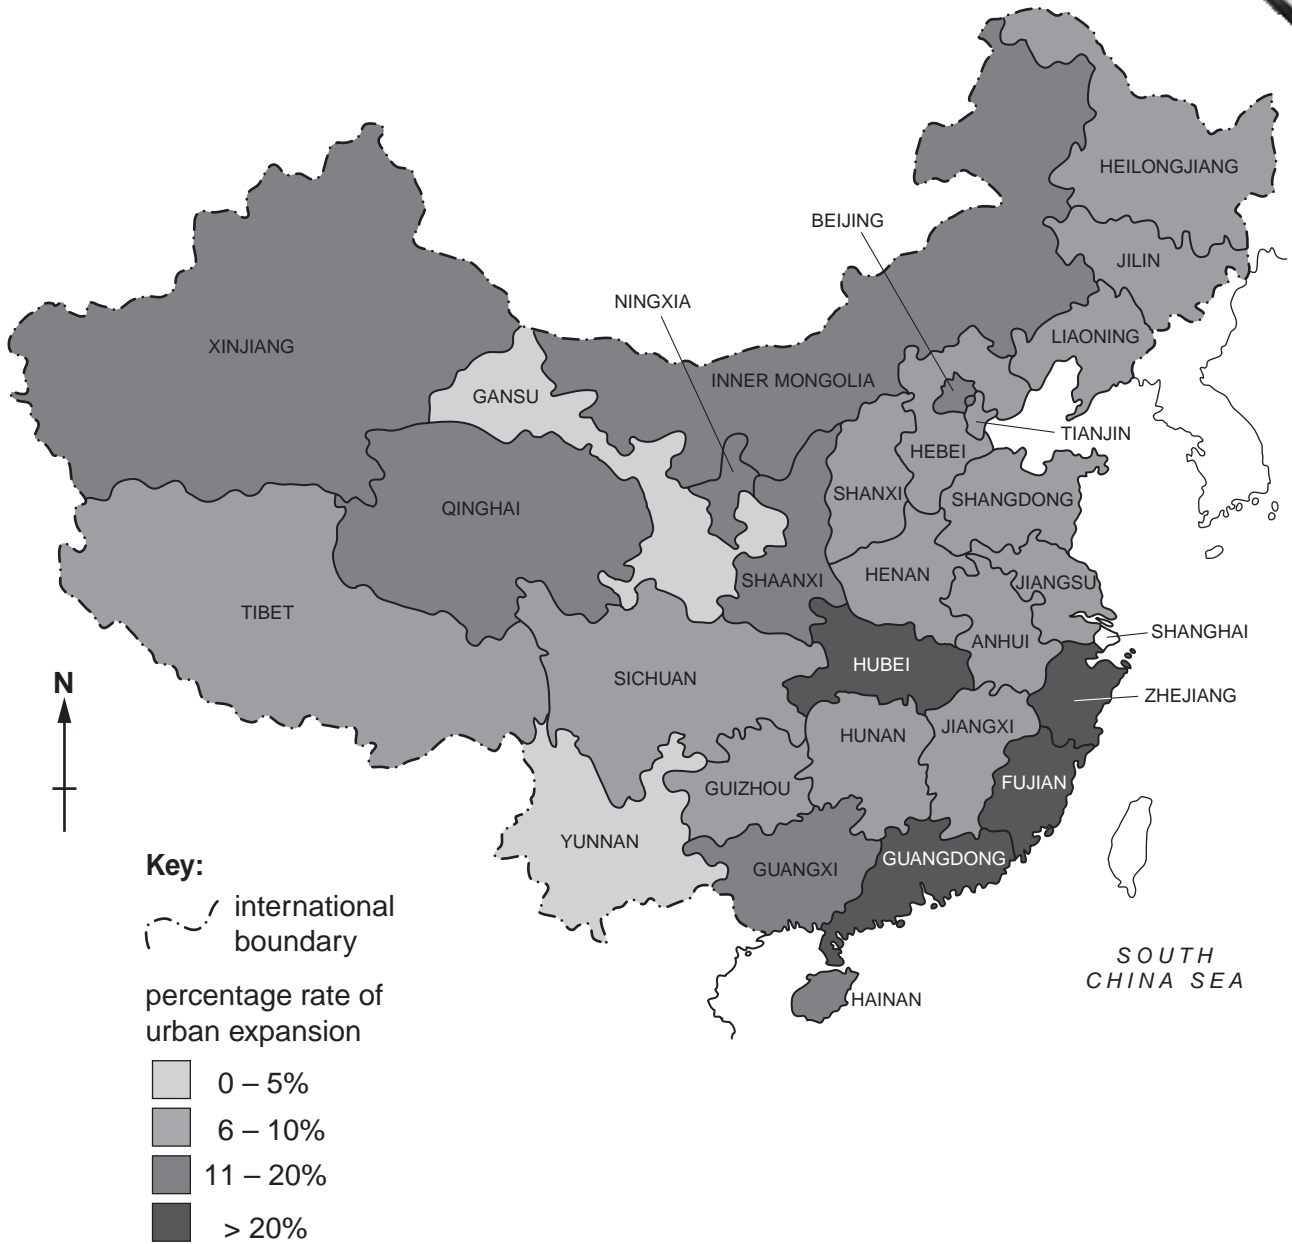 HEILONGJIANG
BEIJING
JILIN
NINGXIA
LIAONING
XINJIANG
INNER MONGOLIA
GANSU
TIANJIN
HEBEI
SHANXI
SHANGDONG
QINGHAI
HENAN
SHAANXI
JIANGSU
TIBET
SHANGHAI
ANHUI
HUBEI
SICHUAN
N
ZHEJIANG
JIANGXI
HUNAN
FUJIAN
GUIZHOU
YUNNAN
GUANGDONG
GUANGXI
SOUTH
CHINA SEA
HAINAN
Key:
international
boundary
percentage rate of
urban expansion
0 – 5%
6 – 10%
11 – 20%
> 20%